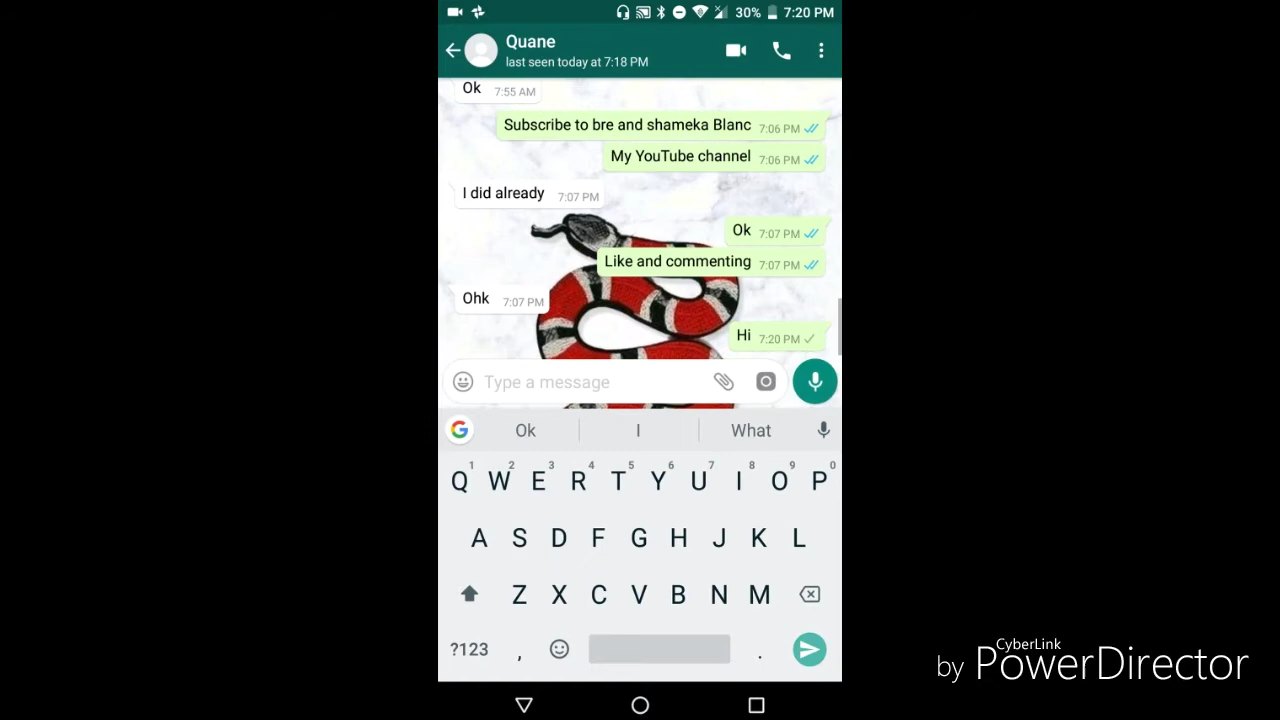 30% 7:20 PM
Quane
last seen today at 7:18 PM
Ok 7:55 AM
Subscribe to bre and shameka Blanc 7:06 PM
My YouTube channel 7:06 PM
I did already 7:07 PM
Ok 7:07 PM
Like and commenting 7:07 PM
Ohk 7:07 PM
Hi 7:20 PM
Type a message
G Ok I What
1 2 3 4 5 6 7 8 9 0
Q W E R T Y U I O P
A S D F G H J K L
Z X C V B N M
?123 , .
CyberLink
by PowerDirector